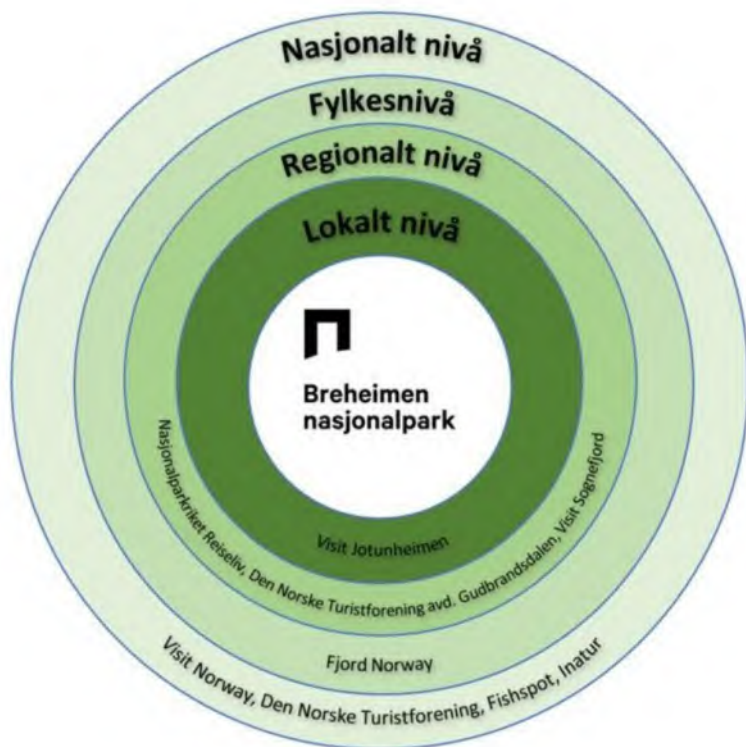 Nasjonalt nivå
Fylkesnivå
Regionalt nivå
Lokalt nivå
Breheimen
nasjonalpark
Visit Jotunheimen
Nasjonalparkriket Reiseliv, Den Norske Turistforening avd. Gudbrandsdalen, Visit Sognefjord
Fjord Norway
Visit Norway, Den Norske Turistforening, Fishspot, Inatur